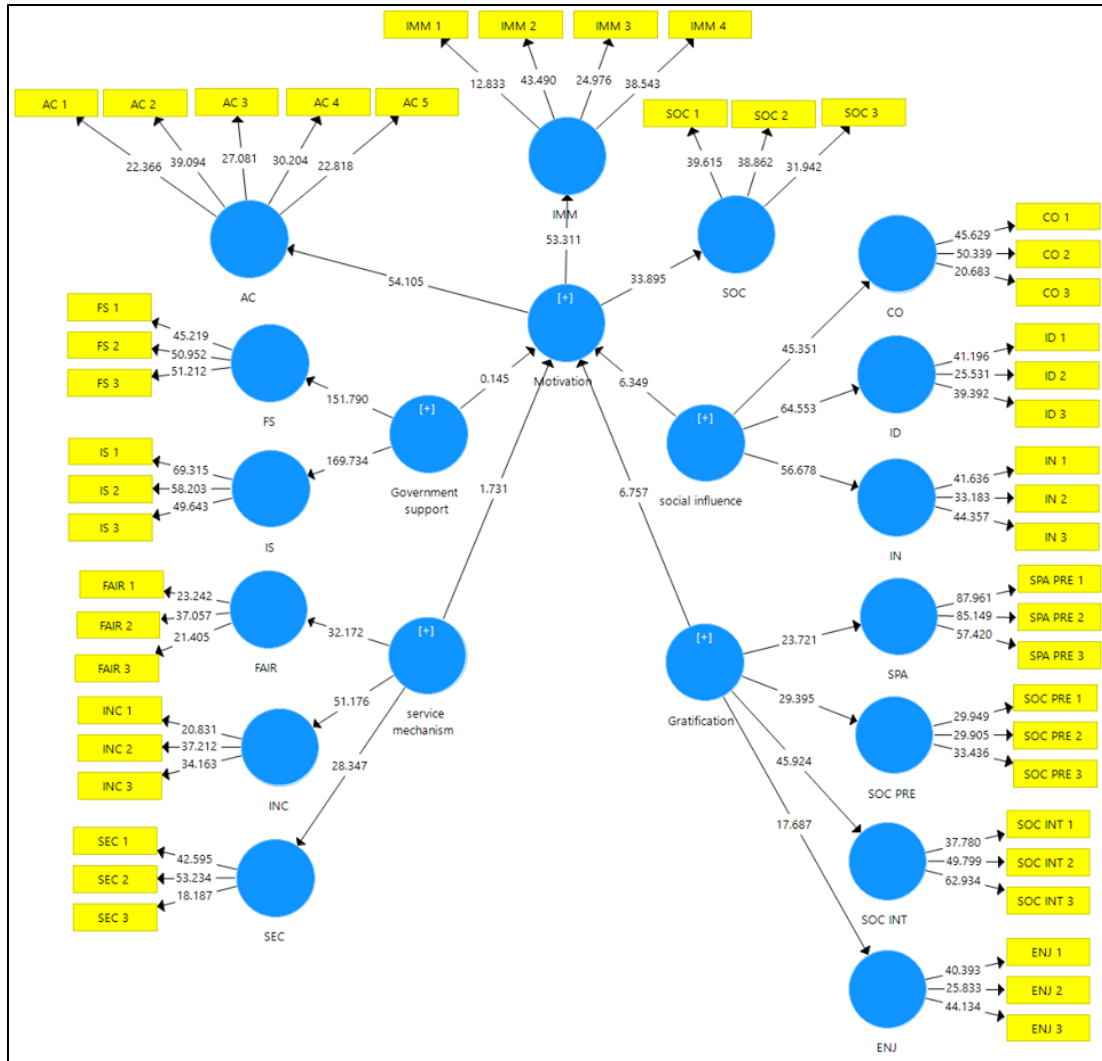 IMM 1
IMM 2
IMM 3
IMM 4
12.833
43.490
24.976
38.543
IMM
53.311
AC 1
AC 2
AC 3
AC 4
AC 5
22.366
39.094
27.081
30.204
22.818
AC
54.105
SOC 1
SOC 2
SOC 3
39.615
38.862
31.942
SOC
33.895
[+]
Motivation
FS 1
FS 2
FS 3
45.219
50.952
51.212
FS
151.790
0.145
[+]
Government
support
169.734
IS 1
IS 2
IS 3
69.315
58.203
49.643
IS
1.731
FAIR 1
FAIR 2
FAIR 3
23.242
37.057
21.405
FAIR
32.172
[+]
service
mechanism
51.176
28.347
INC 1
INC 2
INC 3
20.831
37.212
34.163
INC
SEC 1
SEC 2
SEC 3
42.595
53.234
18.187
SEC
6.349
[+]
social influence
45.351
64.553
56.678
CO
45.629
50.339
20.683
CO 1
CO 2
CO 3
ID
41.196
25.531
39.392
ID 1
ID 2
ID 3
IN
41.636
33.183
44.357
IN 1
IN 2
IN 3
6.757
[+]
Gratification
23.721
29.395
45.924
17.687
SPA
87.961
85.149
57.420
SPA PRE 1
SPA PRE 2
SPA PRE 3
SOC PRE
29.949
29.905
33.436
SOC PRE 1
SOC PRE 2
SOC PRE 3
SOC INT
37.780
49.799
62.934
SOC INT 1
SOC INT 2
SOC INT 3
ENJ
40.393
25.833
44.134
ENJ 1
ENJ 2
ENJ 3